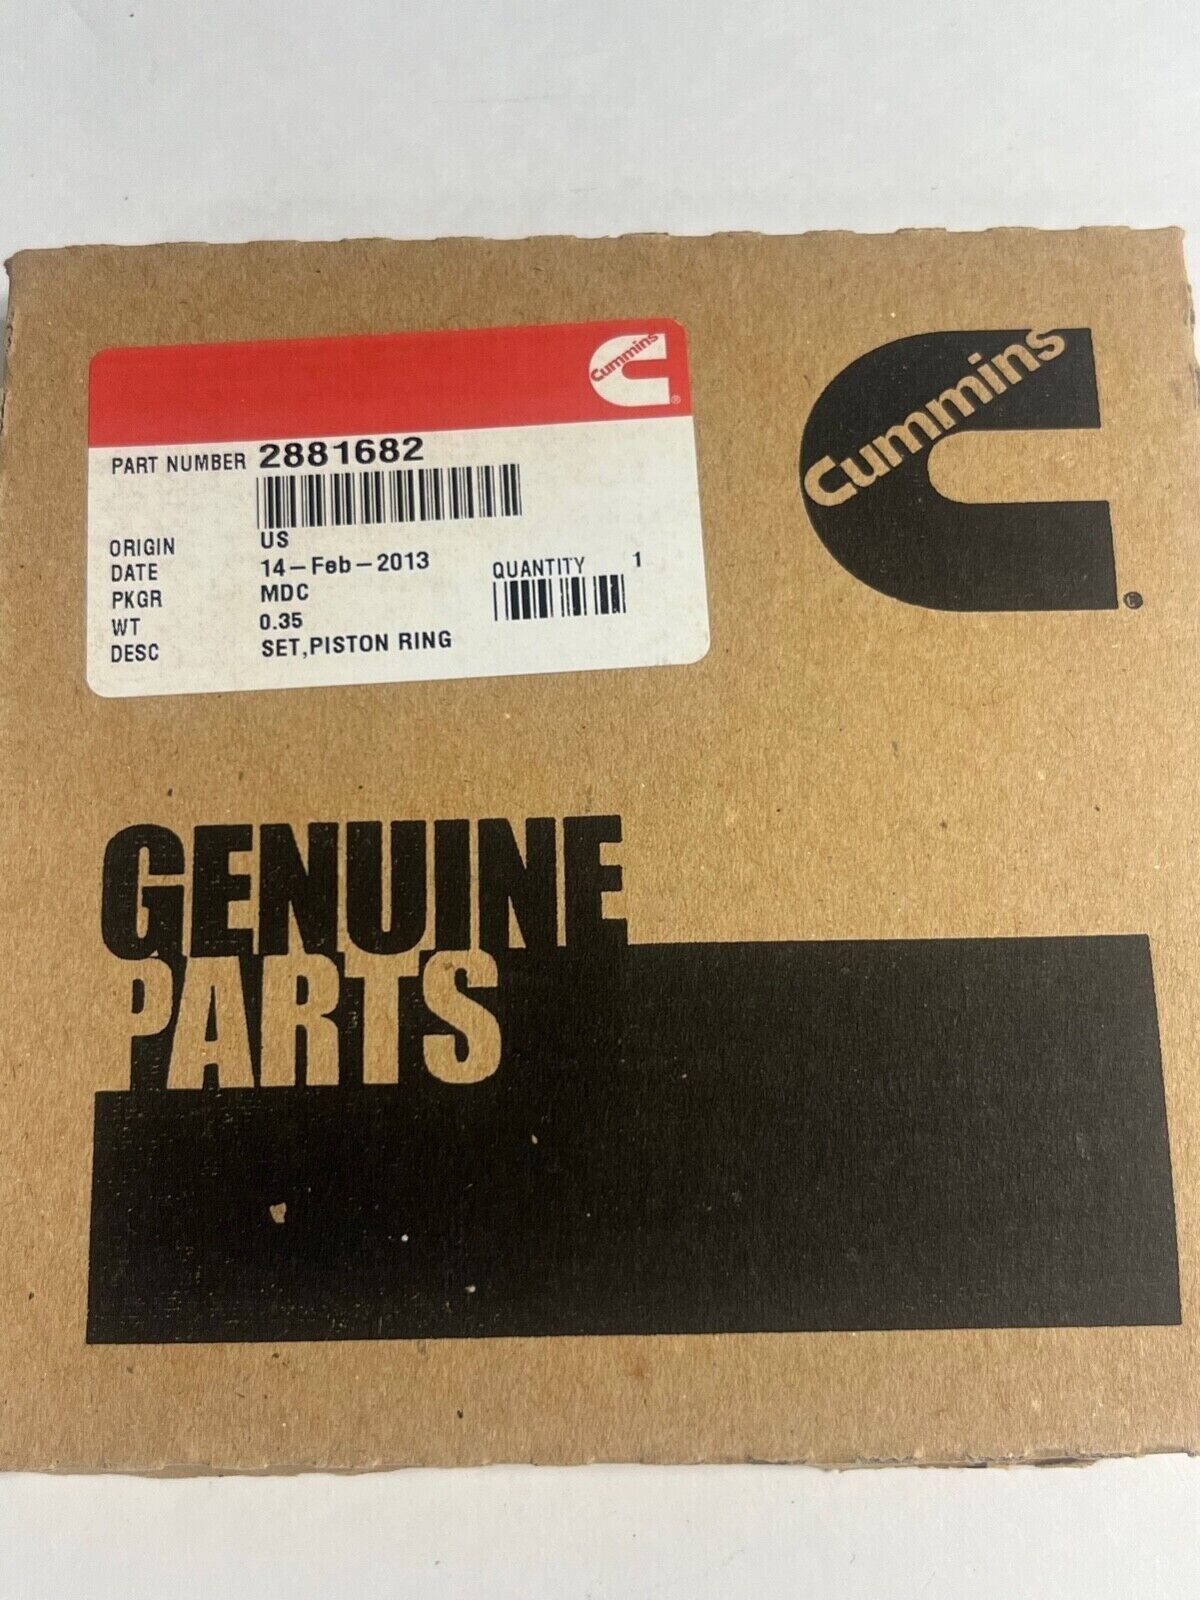 Cummins
®
PART NUMBER 2881682
ORIGIN US
DATE 14-Feb-2013
PKGR MDC
WT 0.35
DESC SET,PISTON RING
QUANTITY 1
Cummins
®
GENUINE
PARTS